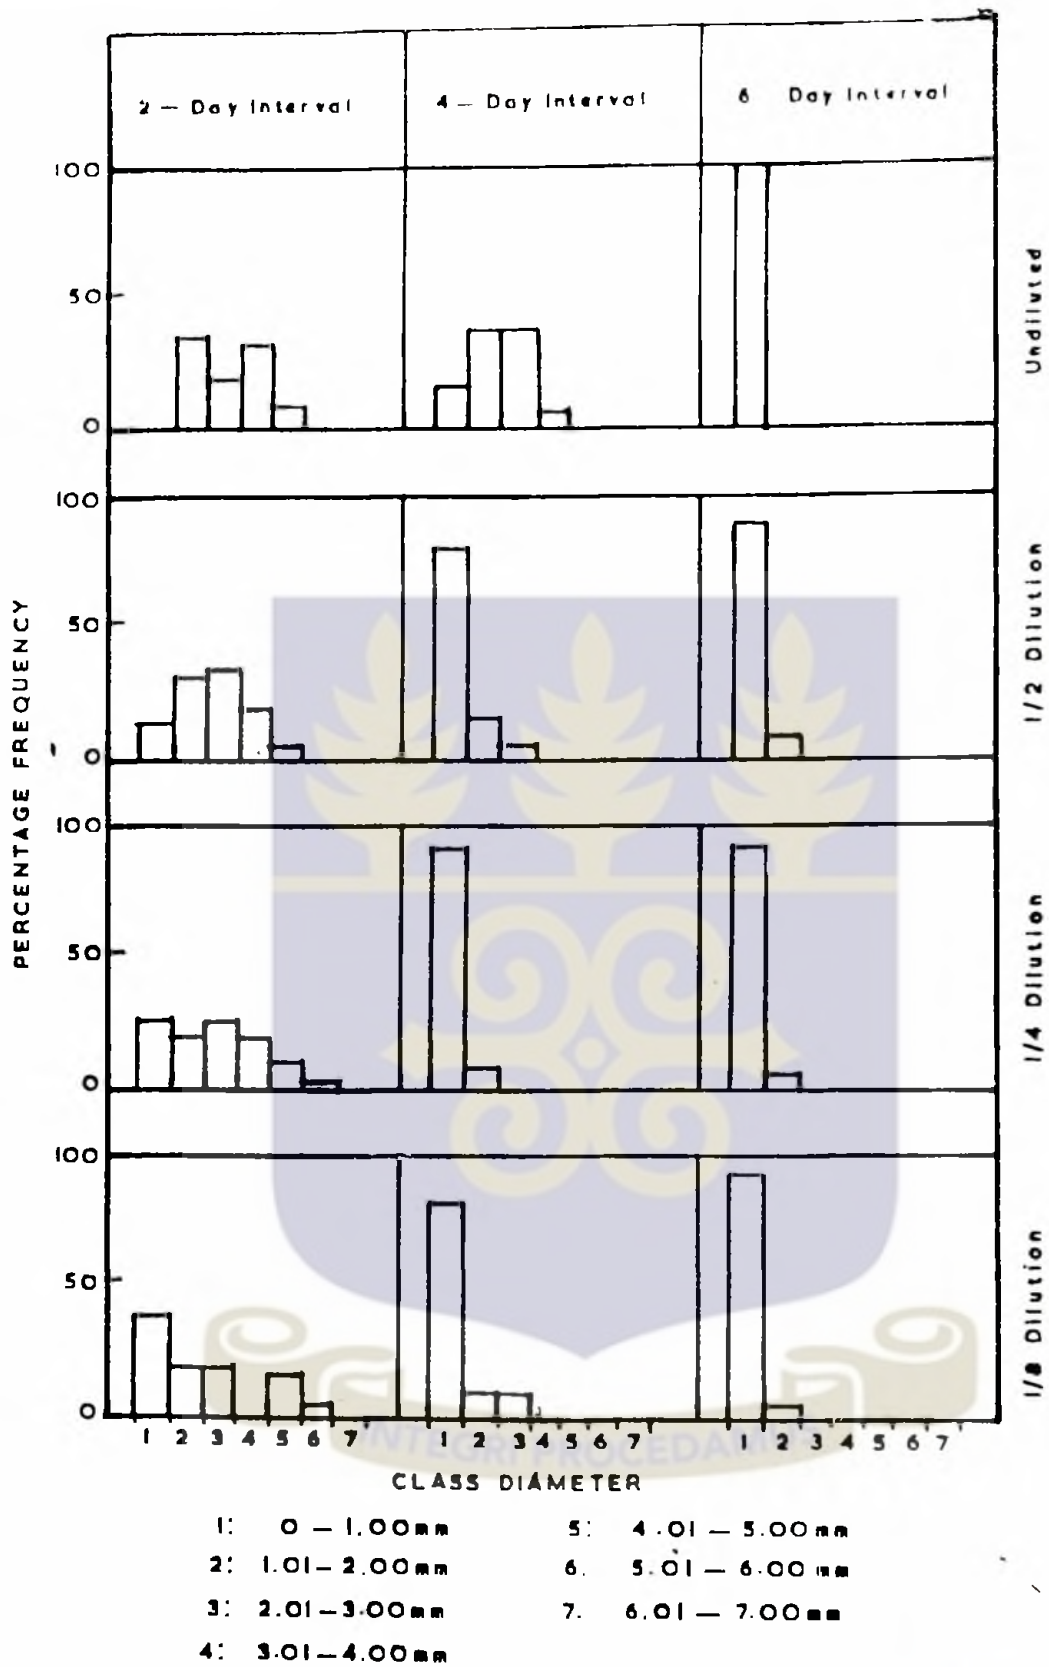 2 — Day Interval
4 — Day Interval
6 Day Interval
100
50
0
Undiluted
100
50
0
1/2 Dilution
100
50
0
1/4 Dilution
100
50
0
1/8 Dilution
PERCENTAGE FREQUENCY
1 2 3 4 5 6 7
1 2 3 4 5 6 7
1 2 3 4 5 6 7
INTEGRI PROCEDAMUS
CLASS DIAMETER
1: 0 — 1.00mm
2: 1.01— 2.00mm
3: 2.01—3.00mm
4: 3.01—4.00mm
5: 4.01 — 5.00mm
6. 5.01 — 6.00mm
7. 6.01 — 7.00mm